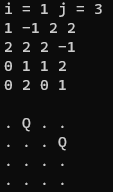 i = 1 j = 3
1 −1 2 2
2 2 2 −1
0 1 1 2
0 2 0 1

. Q . .
. . . Q
. . . .
. . . .